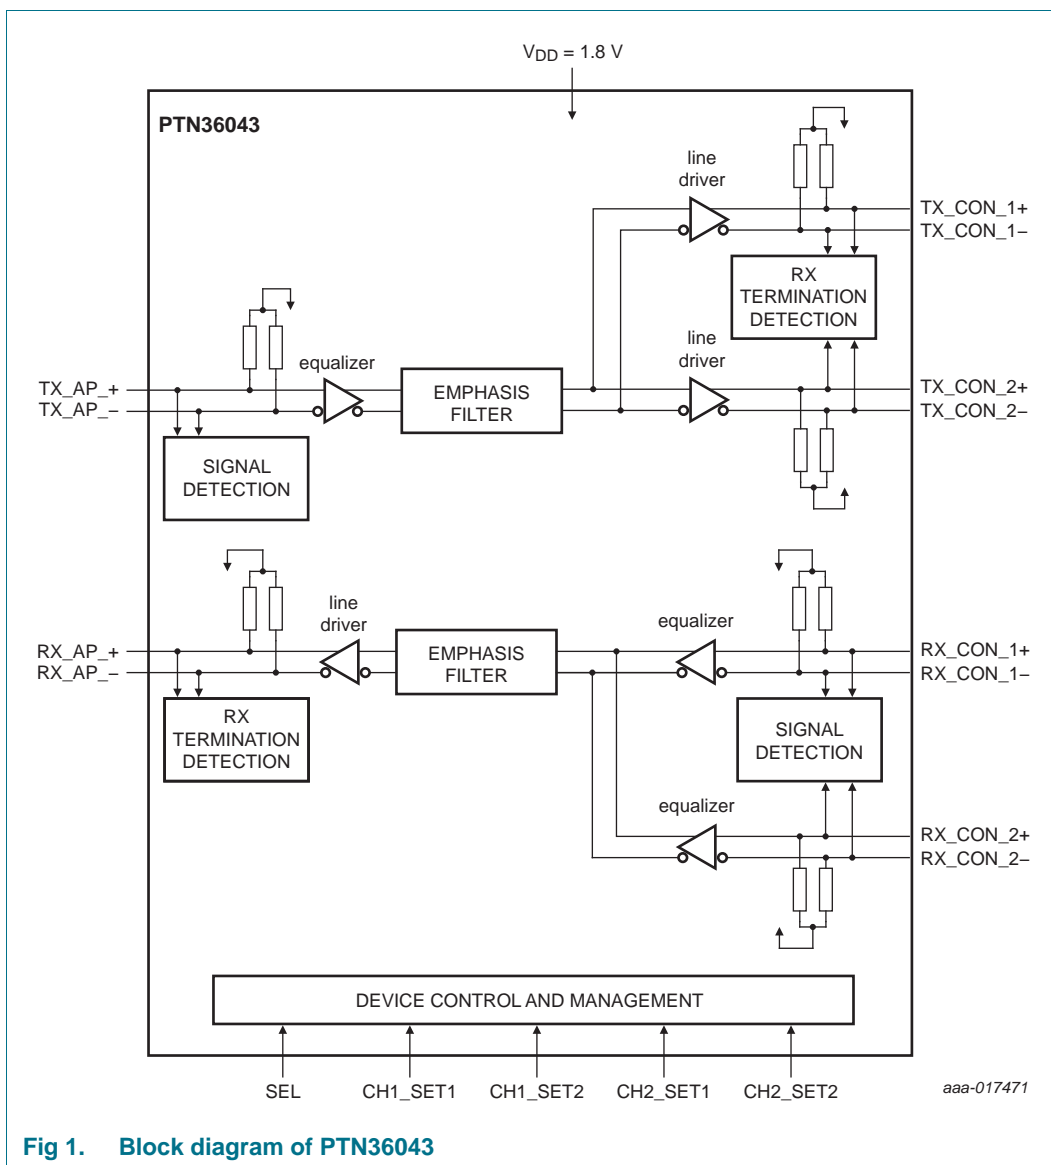 VDD = 1.8 V
PTN36043
line
driver
TX_CON_1+
TX_CON_1−
RX
TERMINATION
DETECTION
equalizer
line
driver
TX_AP_+
TX_AP_−
EMPHASIS
FILTER
TX_CON_2+
TX_CON_2−
SIGNAL
DETECTION
line
driver
equalizer
RX_AP_+
RX_AP_−
EMPHASIS
FILTER
RX_CON_1+
RX_CON_1−
RX
TERMINATION
DETECTION
SIGNAL
DETECTION
equalizer
RX_CON_2+
RX_CON_2−
DEVICE CONTROL AND MANAGEMENT
SEL
CH1_SET1
CH1_SET2
CH2_SET1
CH2_SET2
aaa-017471
Fig 1. Block diagram of PTN36043